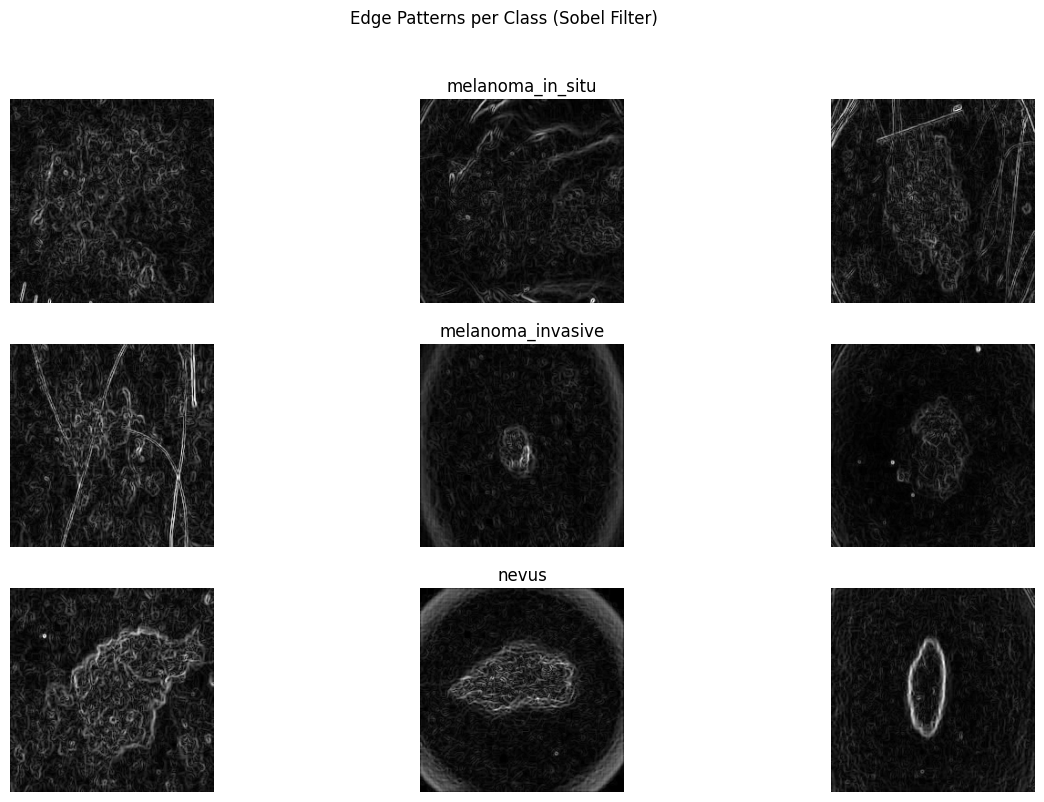 Edge Patterns per Class (Sobel Filter)
melanoma_in_situ
melanoma_invasive
nevus